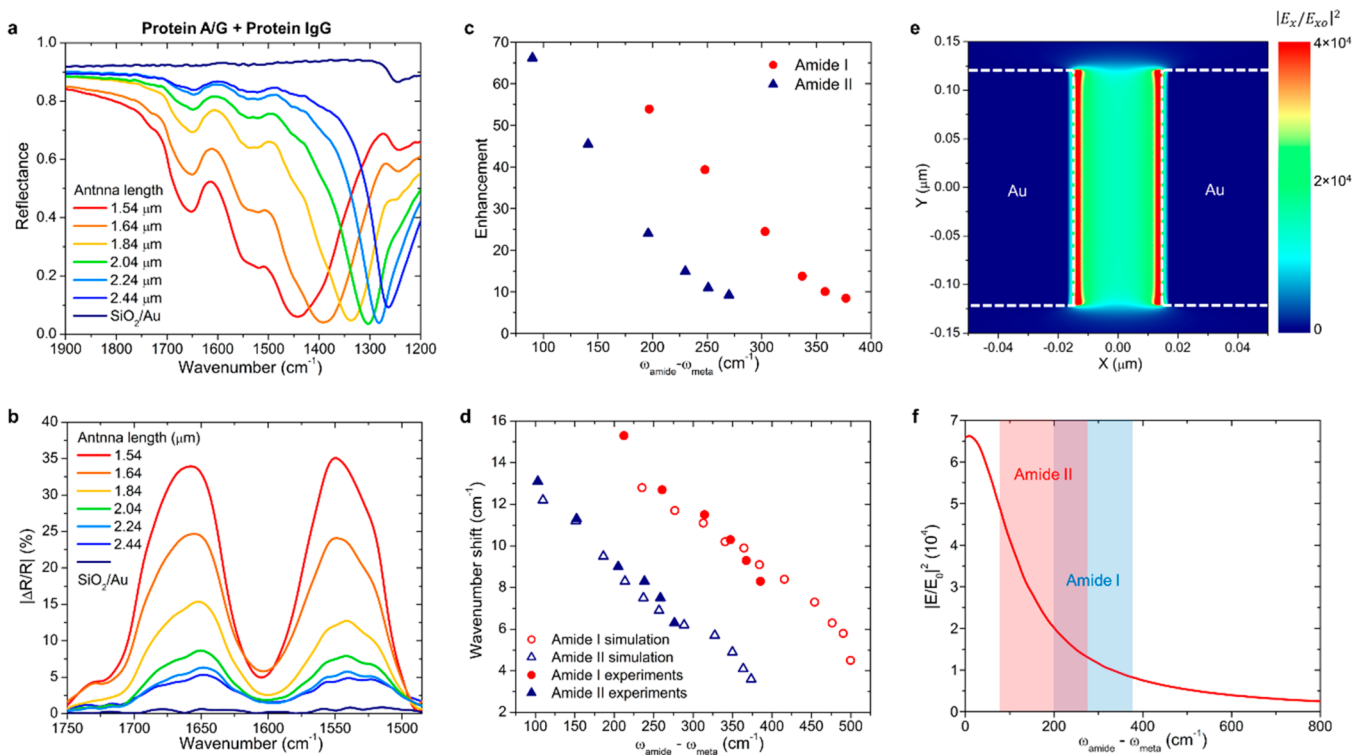 a
Protein A/G + Protein IgG
1.0
0.8
0.6
0.4
0.2
0.0
Reflectance
Antnna length
1.54 μm
1.64 μm
1.84 μm
2.04 μm
2.24 μm
2.44 μm
SiO₂/Au
1900 1800 1700 1600 1500 1400 1300 1200
Wavenumber (cm⁻¹)
b
40
35
30
25
20
15
10
5
0
|ΔR/R| (%)
Antnna length (μm)
1.54
1.64
1.84
2.04
2.24
2.44
SiO₂/Au
1750 1700 1650 1600 1550 1500
Wavenumber (cm⁻¹)
c
70
60
50
40
30
20
10
0
Enhancement
Amide I
Amide II
100 150 200 250 300 350 400
ω_amide-ω_meta (cm⁻¹)
d
16
14
12
10
8
6
4
2
Wavenumber shift (cm⁻¹)
Amide I simulation
Amide II simulation
Amide I experiments
Amide II experiments
100 150 200 250 300 350 400 450 500
ω_amide - ω_meta (cm⁻¹)
e
|E_x/E_xo|²
0.15
0.10
0.05
0.00
-0.05
-0.10
-0.15
Y (μm)
Au
Au
-0.04 -0.02 0.00 0.02 0.04
X (μm)
4×10⁴
2×10⁴
0
f
7
6
5
4
3
2
1
0
|E/E₀|² (10⁴)
Amide II
Amide I
0 200 400 600 800
ω_amide - ω_meta (cm⁻¹)